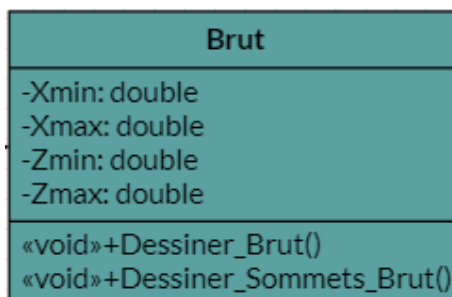 Brut
-Xmin: double
-Xmax: double
-Zmin: double
-Zmax: double
«void»+Dessiner_Brut()
«void»+Dessiner_Sommets_Brut()